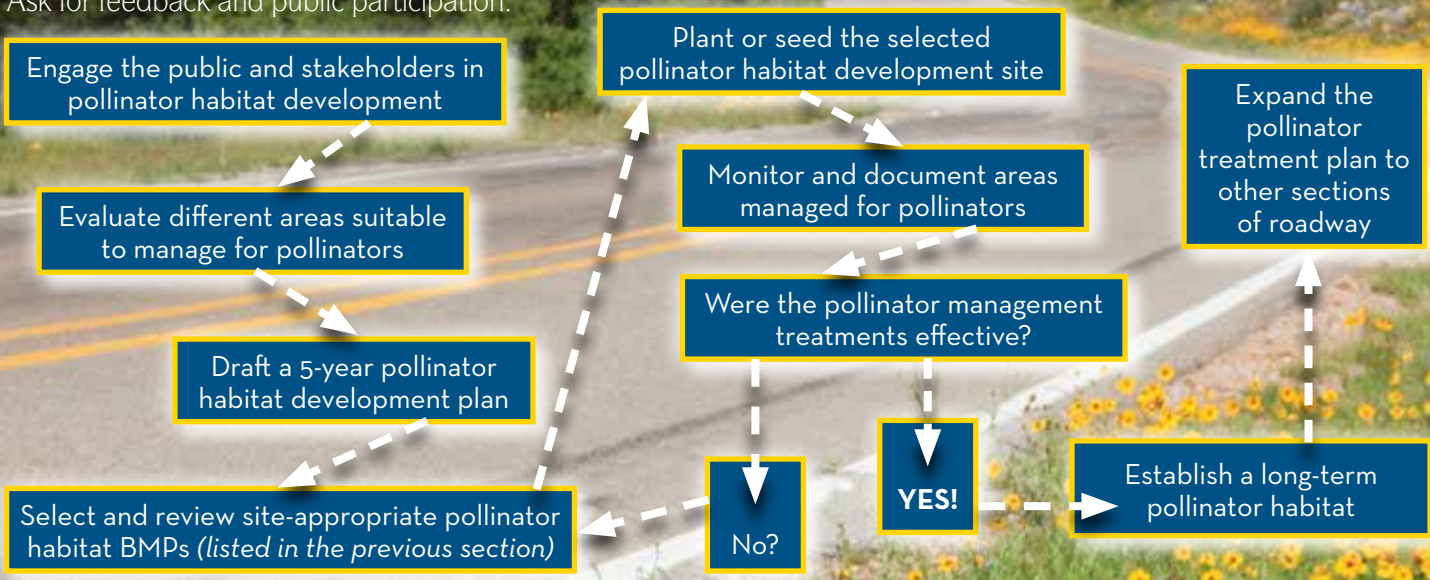 Ask for feedback and public participation.
Engage the public and stakeholders in
pollinator habitat development
Evaluate different areas suitable
to manage for pollinators
Draft a 5-year pollinator
habitat development plan
Select and review site-appropriate pollinator
habitat BMPs (listed in the previous section)
Plant or seed the selected
pollinator habitat development site
Monitor and document areas
managed for pollinators
Were the pollinator management
treatments effective?
No?
YES!
Establish a long-term
pollinator habitat
Expand the
pollinator
treatment plan to
other sections
of roadway